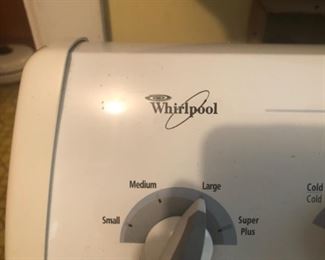 Whirlpool
Medium
Large
Cold
Cold
Small
Super
Plus